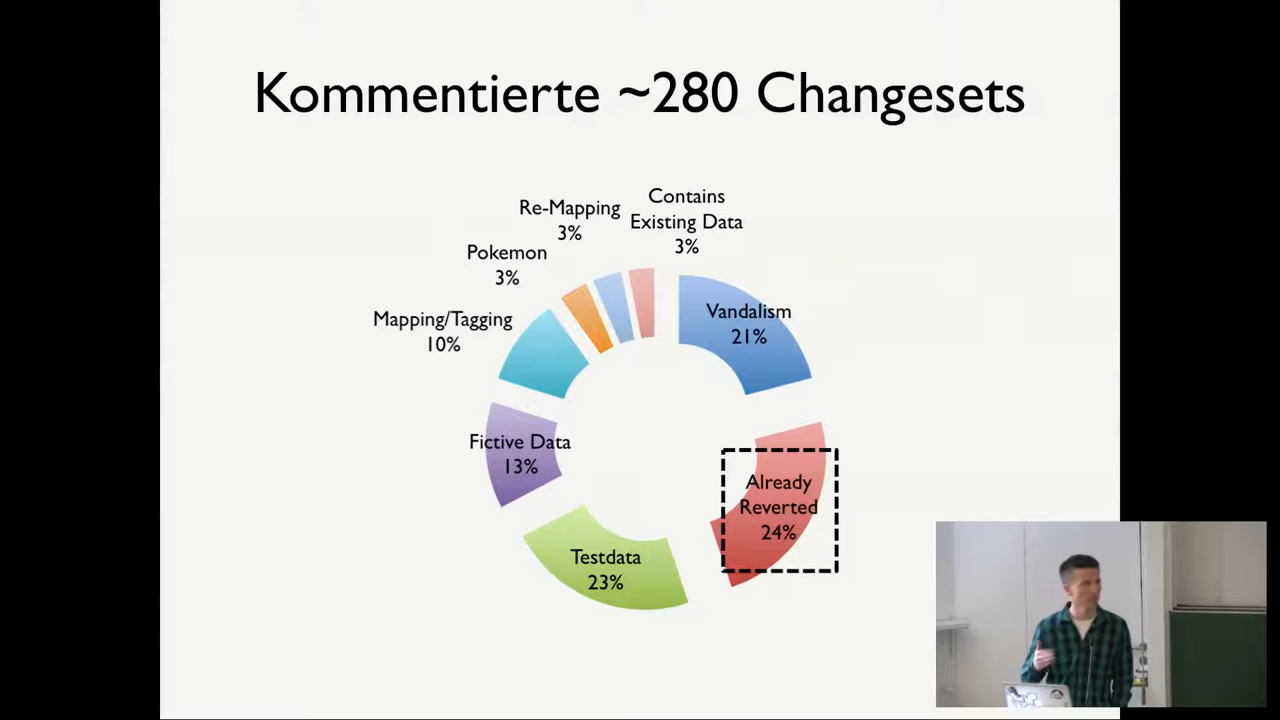 Kommentierte ~280 Changesets
Contains
Existing Data
3%
Re-Mapping
3%
Pokemon
3%
Mapping/Tagging
10%
Vandalism
21%
Fictive Data
13%
Already
Reverted
24%
Testdata
23%